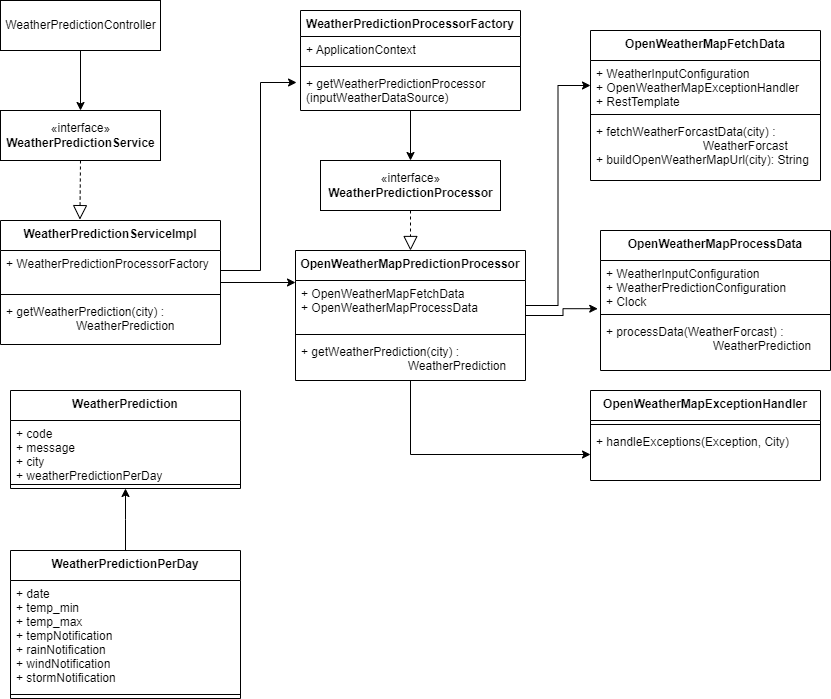 WeatherPredictionController
«interface»
WeatherPredictionService
WeatherPredictionServiceImpl
+ WeatherPredictionProcessorFactory
+ getWeatherPrediction(city) :
WeatherPrediction
WeatherPredictionProcessorFactory
+ ApplicationContext
+ getWeatherPredictionProcessor
(inputWeatherDataSource)
«interface»
WeatherPredictionProcessor
OpenWeatherMapPredictionProcessor
+ OpenWeatherMapFetchData
+ OpenWeatherMapProcessData
+ getWeatherPrediction(city) :
WeatherPrediction
OpenWeatherMapFetchData
+ WeatherInputConfiguration
+ OpenWeatherMapExceptionHandler
+ RestTemplate
+ fetchWeatherForcastData(city) :
WeatherForcast
+ buildOpenWeatherMapUrl(city): String
OpenWeatherMapProcessData
+ WeatherInputConfiguration
+ WeatherPredictionConfiguration
+ Clock
+ processData(WeatherForcast) :
WeatherPrediction
OpenWeatherMapExceptionHandler
+ handleExceptions(Exception, City)
WeatherPrediction
+ code
+ message
+ city
+ weatherPredictionPerDay
WeatherPredictionPerDay
+ date
+ temp_min
+ temp_max
+ tempNotification
+ rainNotification
+ windNotification
+ stormNotification